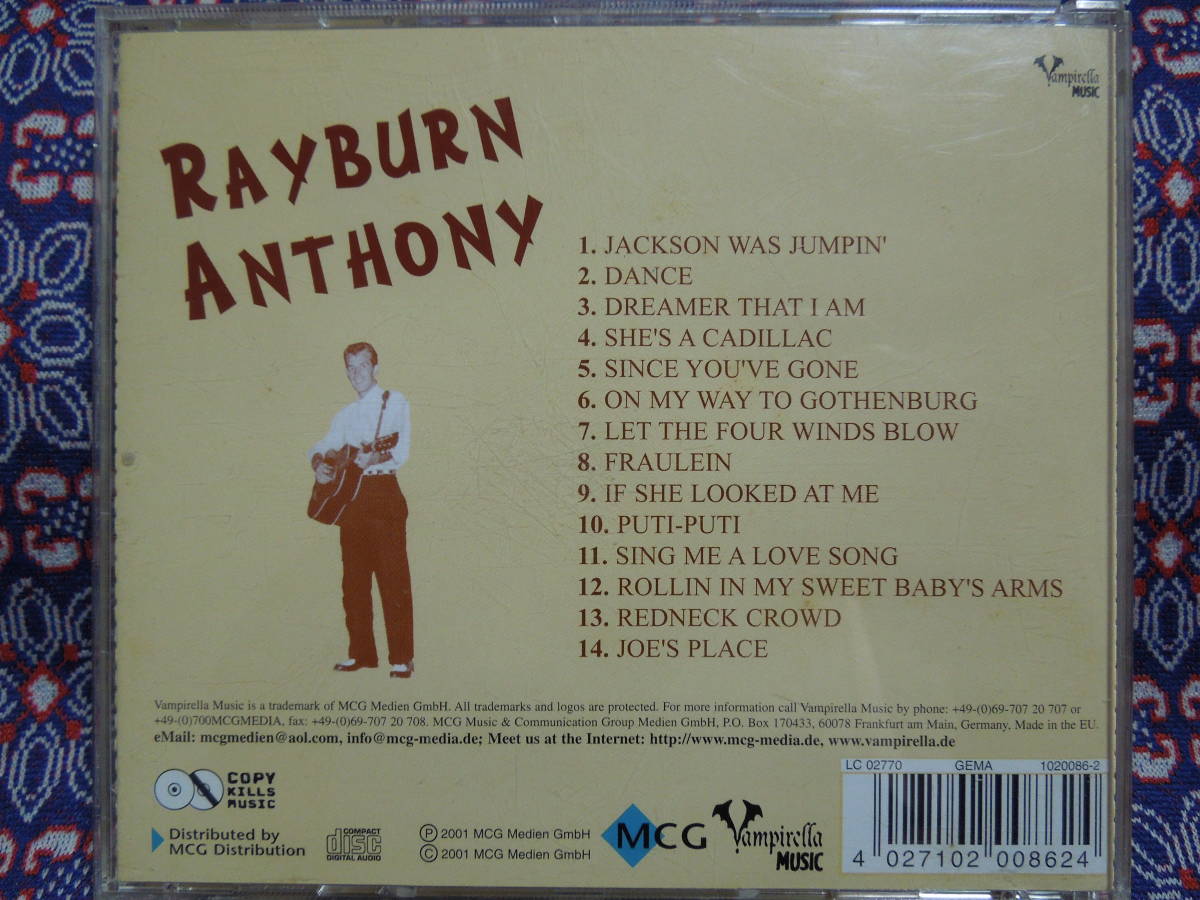 Vampirella
MUSIC
RAYBURN
ANTHONY
1. JACKSON WAS JUMPIN'
2. DANCE
3. DREAMER THAT I AM
4. SHE'S A CADILLAC
5. SINCE YOU'VE GONE
6. ON MY WAY TO GOTHENBURG
7. LET THE FOUR WINDS BLOW
8. FRAULEIN
9. IF SHE LOOKED AT ME
10. PUTI-PUTI
11. SING ME A LOVE SONG
12. ROLLIN IN MY SWEET BABY'S ARMS
13. REDNECK CROWD
14. JOE'S PLACE
Vampirella Music is a trademark of MCG Medien GmbH. All trademarks and logos are protected. For more information call Vampirella Music by phone: +49-(0)69-707 20 707 or
+49-(0)700MCGMEDIA, fax: +49-(0)69-707 20 708. MCG Music & Communication Group Medien GmbH, P.O. Box 170433, 60078 Frankfurt am Main, Germany, Made in the EU.
eMail: mcgmedien@aol.com, info@mcg-media.de; Meet us at the Internet: http://www.mcg-media.de, www.vampirella.de
COPY
KILLS
MUSIC
Distributed by
MCG Distribution
COMPACT
disc
DIGITAL AUDIO
Ⓟ 2001 MCG Medien GmbH
© 2001 MCG Medien GmbH
MCG
Vampirella
MUSIC
LC 02770 GEMA 1020086-2
4 027102 008624